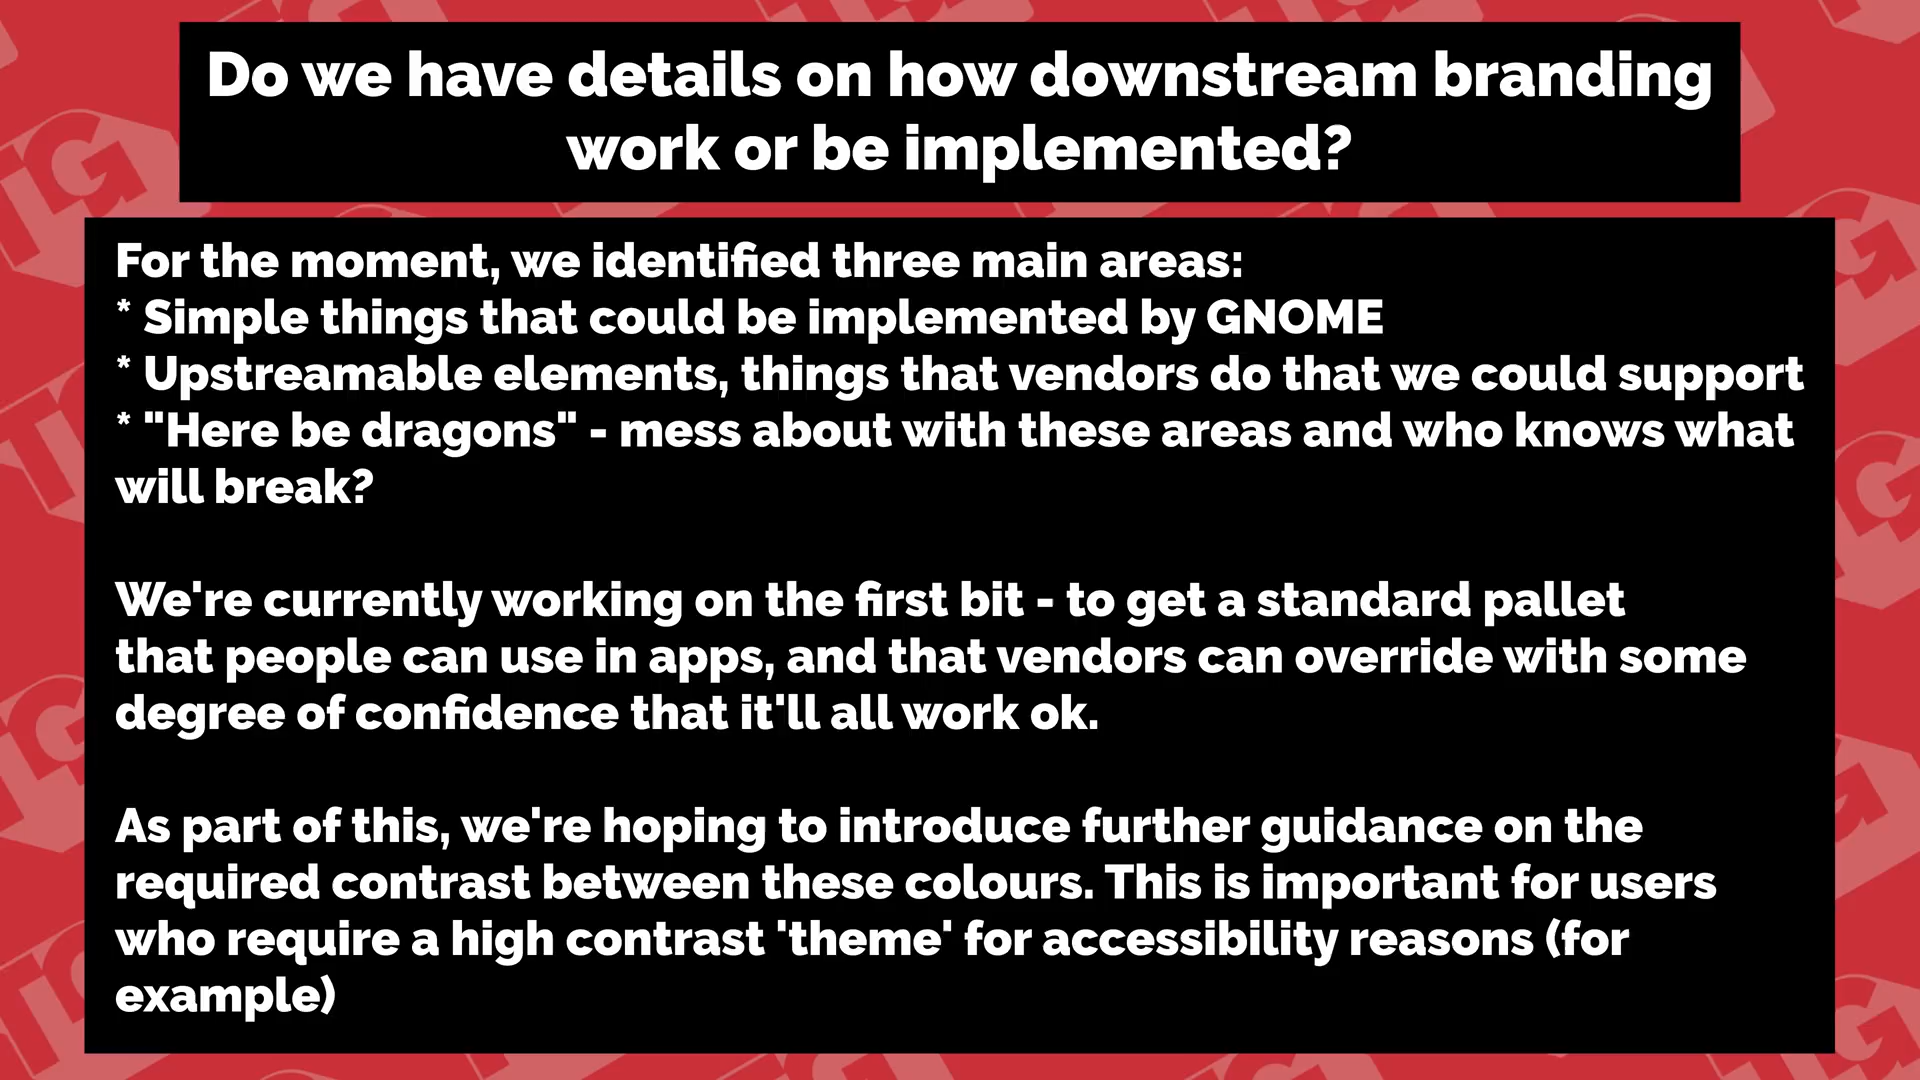 Do we have details on how downstream branding
work or be implemented?
For the moment, we identified three main areas:
* Simple things that could be implemented by GNOME
* Upstreamable elements, things that vendors do that we could support
* "Here be dragons" - mess about with these areas and who knows what
will break?
We're currently working on the first bit - to get a standard pallet
that people can use in apps, and that vendors can override with some
degree of confidence that it'll all work ok.
As part of this, we're hoping to introduce further guidance on the
required contrast between these colours. This is important for users
who require a high contrast 'theme' for accessibility reasons (for
example)